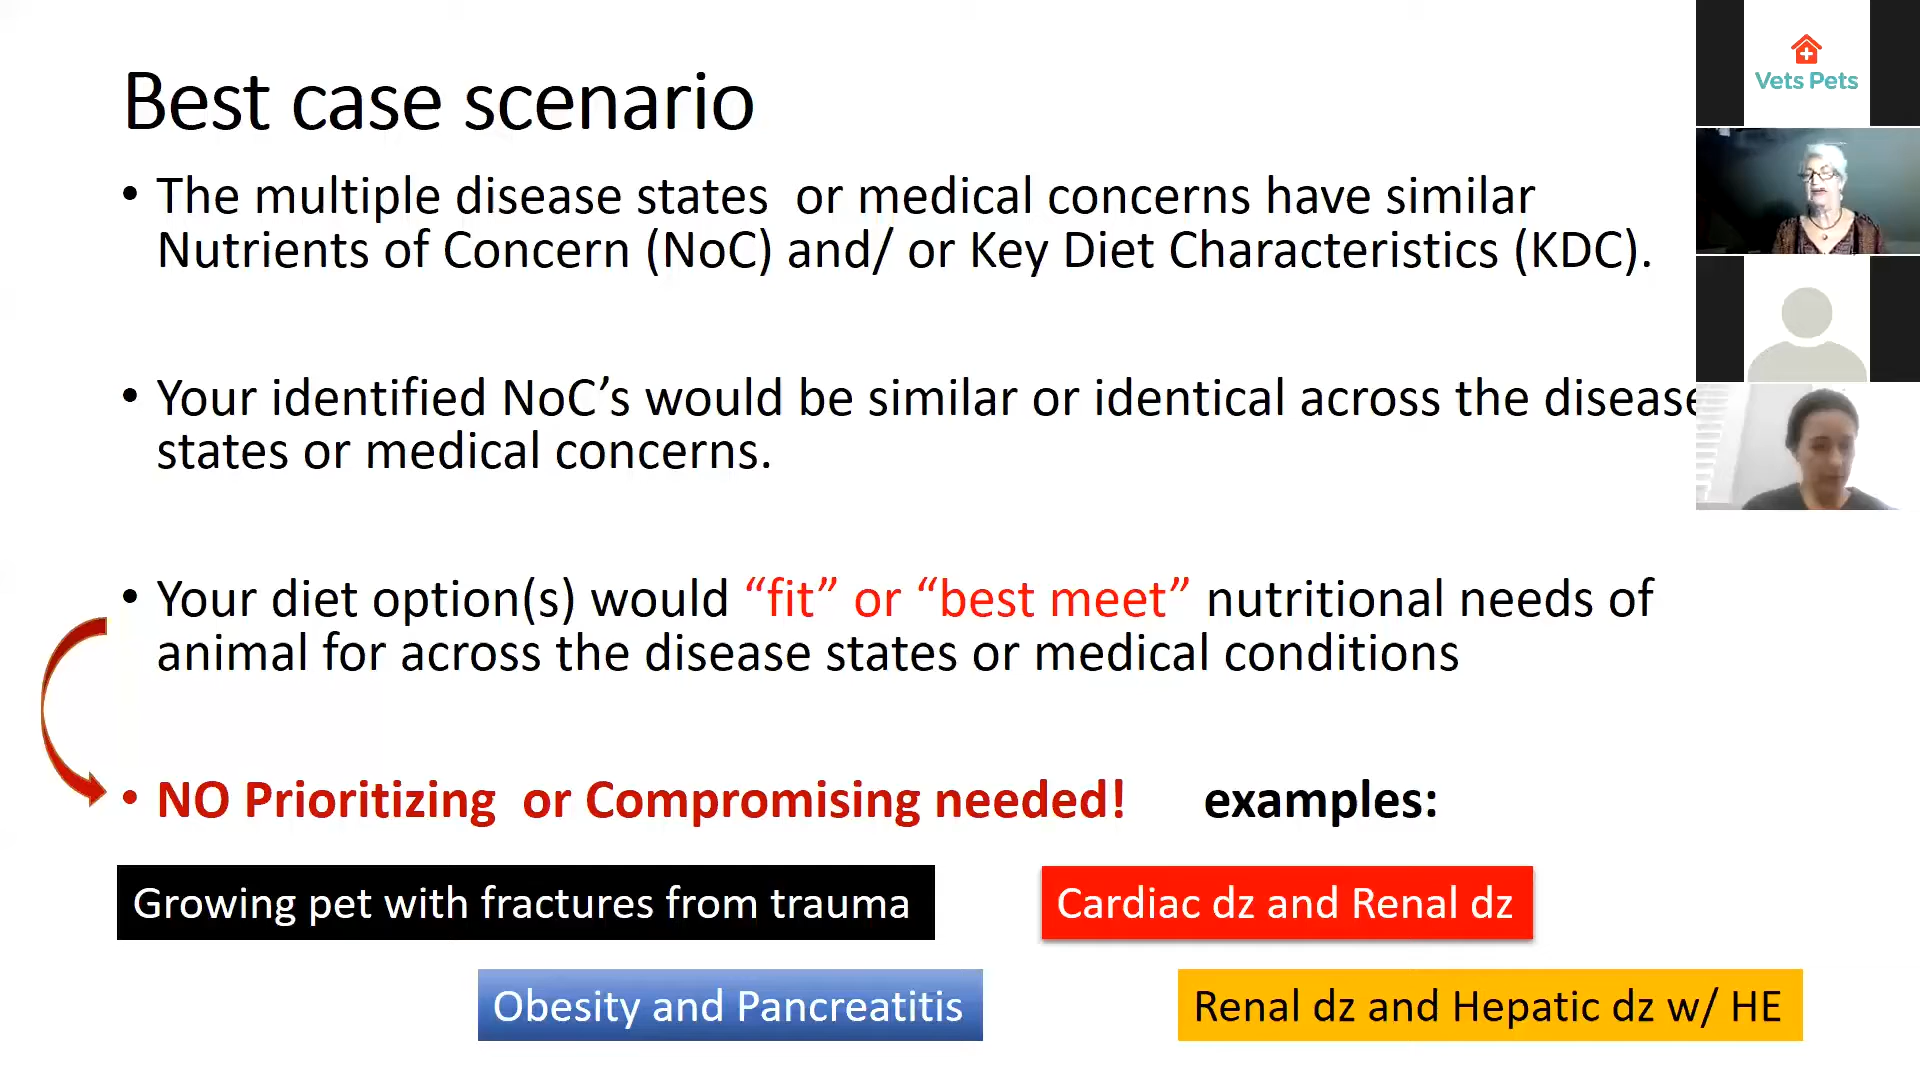 Best case scenario
• The multiple disease states or medical concerns have similar
Nutrients of Concern (NoC) and/ or Key Diet Characteristics (KDC).
• Your identified NoC’s would be similar or identical across the disease
states or medical concerns.
• Your diet option(s) would “fit” or “best meet” nutritional needs of
animal for across the disease states or medical conditions
• NO Prioritizing or Compromising needed! examples:
Growing pet with fractures from trauma
Cardiac dz and Renal dz
Obesity and Pancreatitis
Renal dz and Hepatic dz w/ HE
Vets Pets